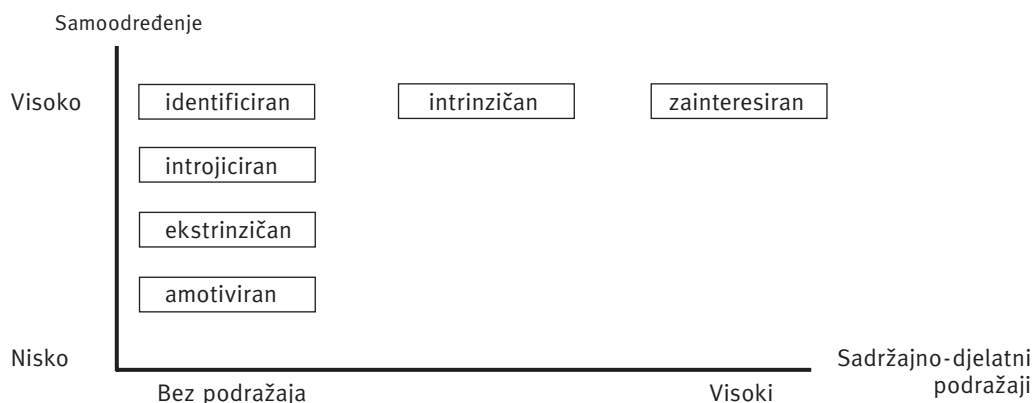 Samoodređenje
Visoko identificiran intrinzičan zainteresiran
introjiciran
ekstrinzičan
amotiviran
Nisko
Sadržajno-djelatni
podražaji
Bez podražaja Visoki